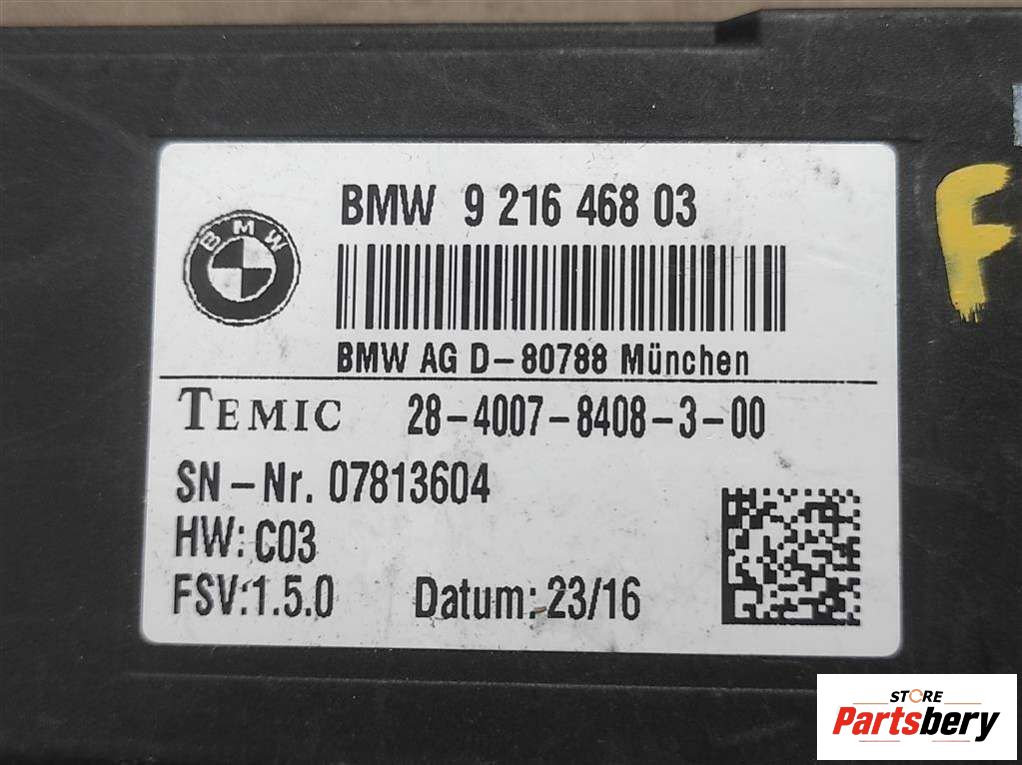 BMW 9 216 468 03
BMW
BMW AG D-80788 München
TEMIC 28-4007-8408-3-00
SN-Nr. 07813604
HW: C03
FSV:1.5.0 Datum: 23/16
F
STORE
Partsbery